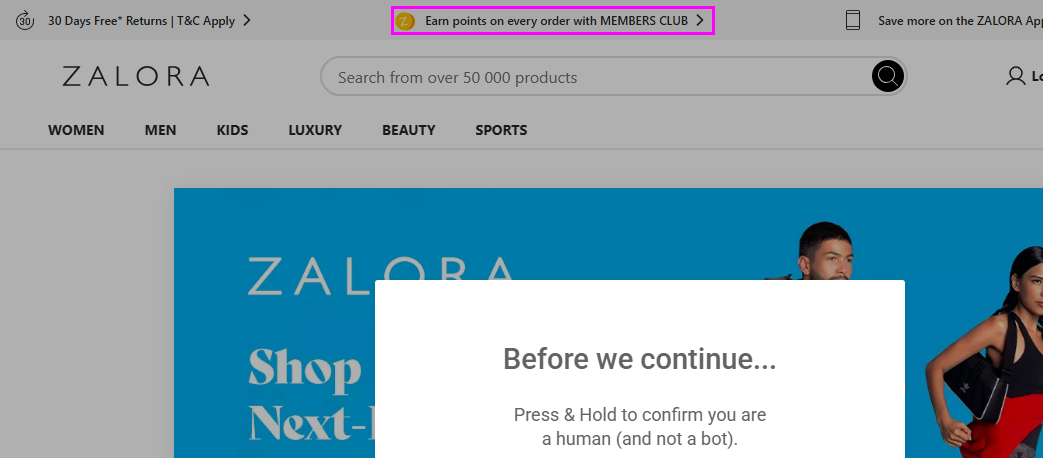 30 Days Free* Returns | T&C Apply
Earn points on every order with MEMBERS CLUB
Save more on the ZALORA
ZALORA
Search from over 50 000 products
WOMEN MEN KIDS LUXURY BEAUTY SPORTS
ZALORA
Shop
Before we continue...
Press & Hold to confirm you are
a human (and not a bot).